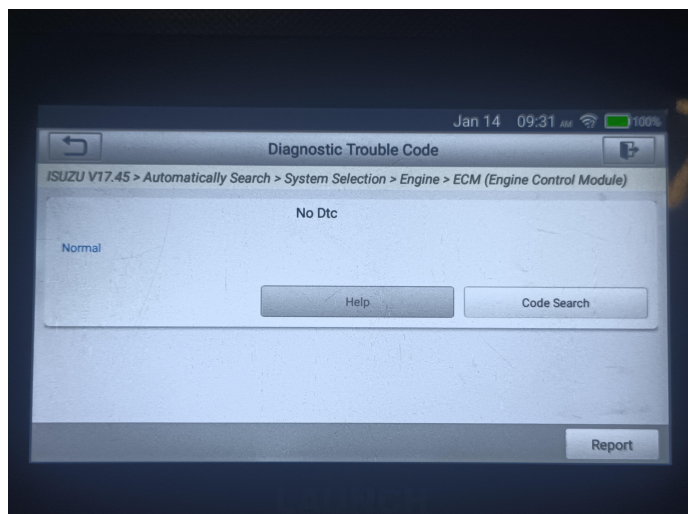 Jan 14 09:31 AM 100%
Diagnostic Trouble Code
ISUZU V17.45 > Automatically Search > System Selection > Engine > ECM (Engine Control Module)
No Dtc
Normal
Help
Code Search
Report
LAUNCH